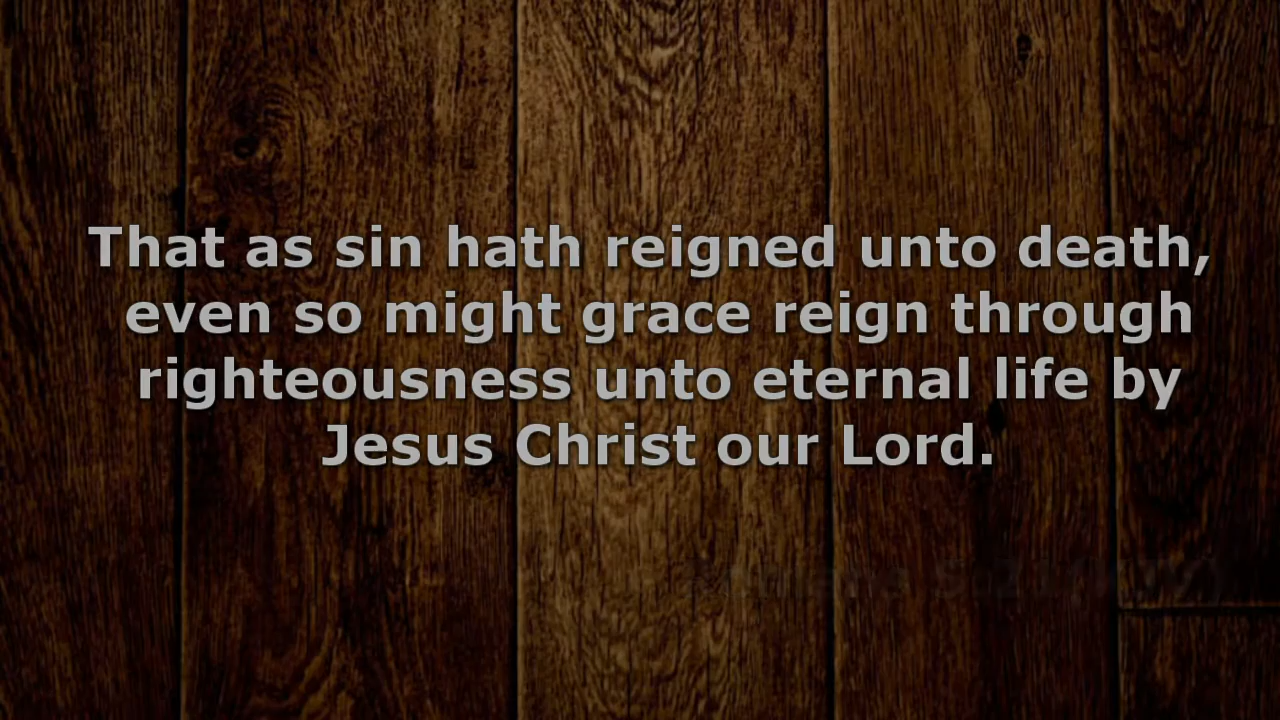 That as sin hath reigned unto death,
even so might grace reign through
righteousness unto eternal life by
Jesus Christ our Lord.